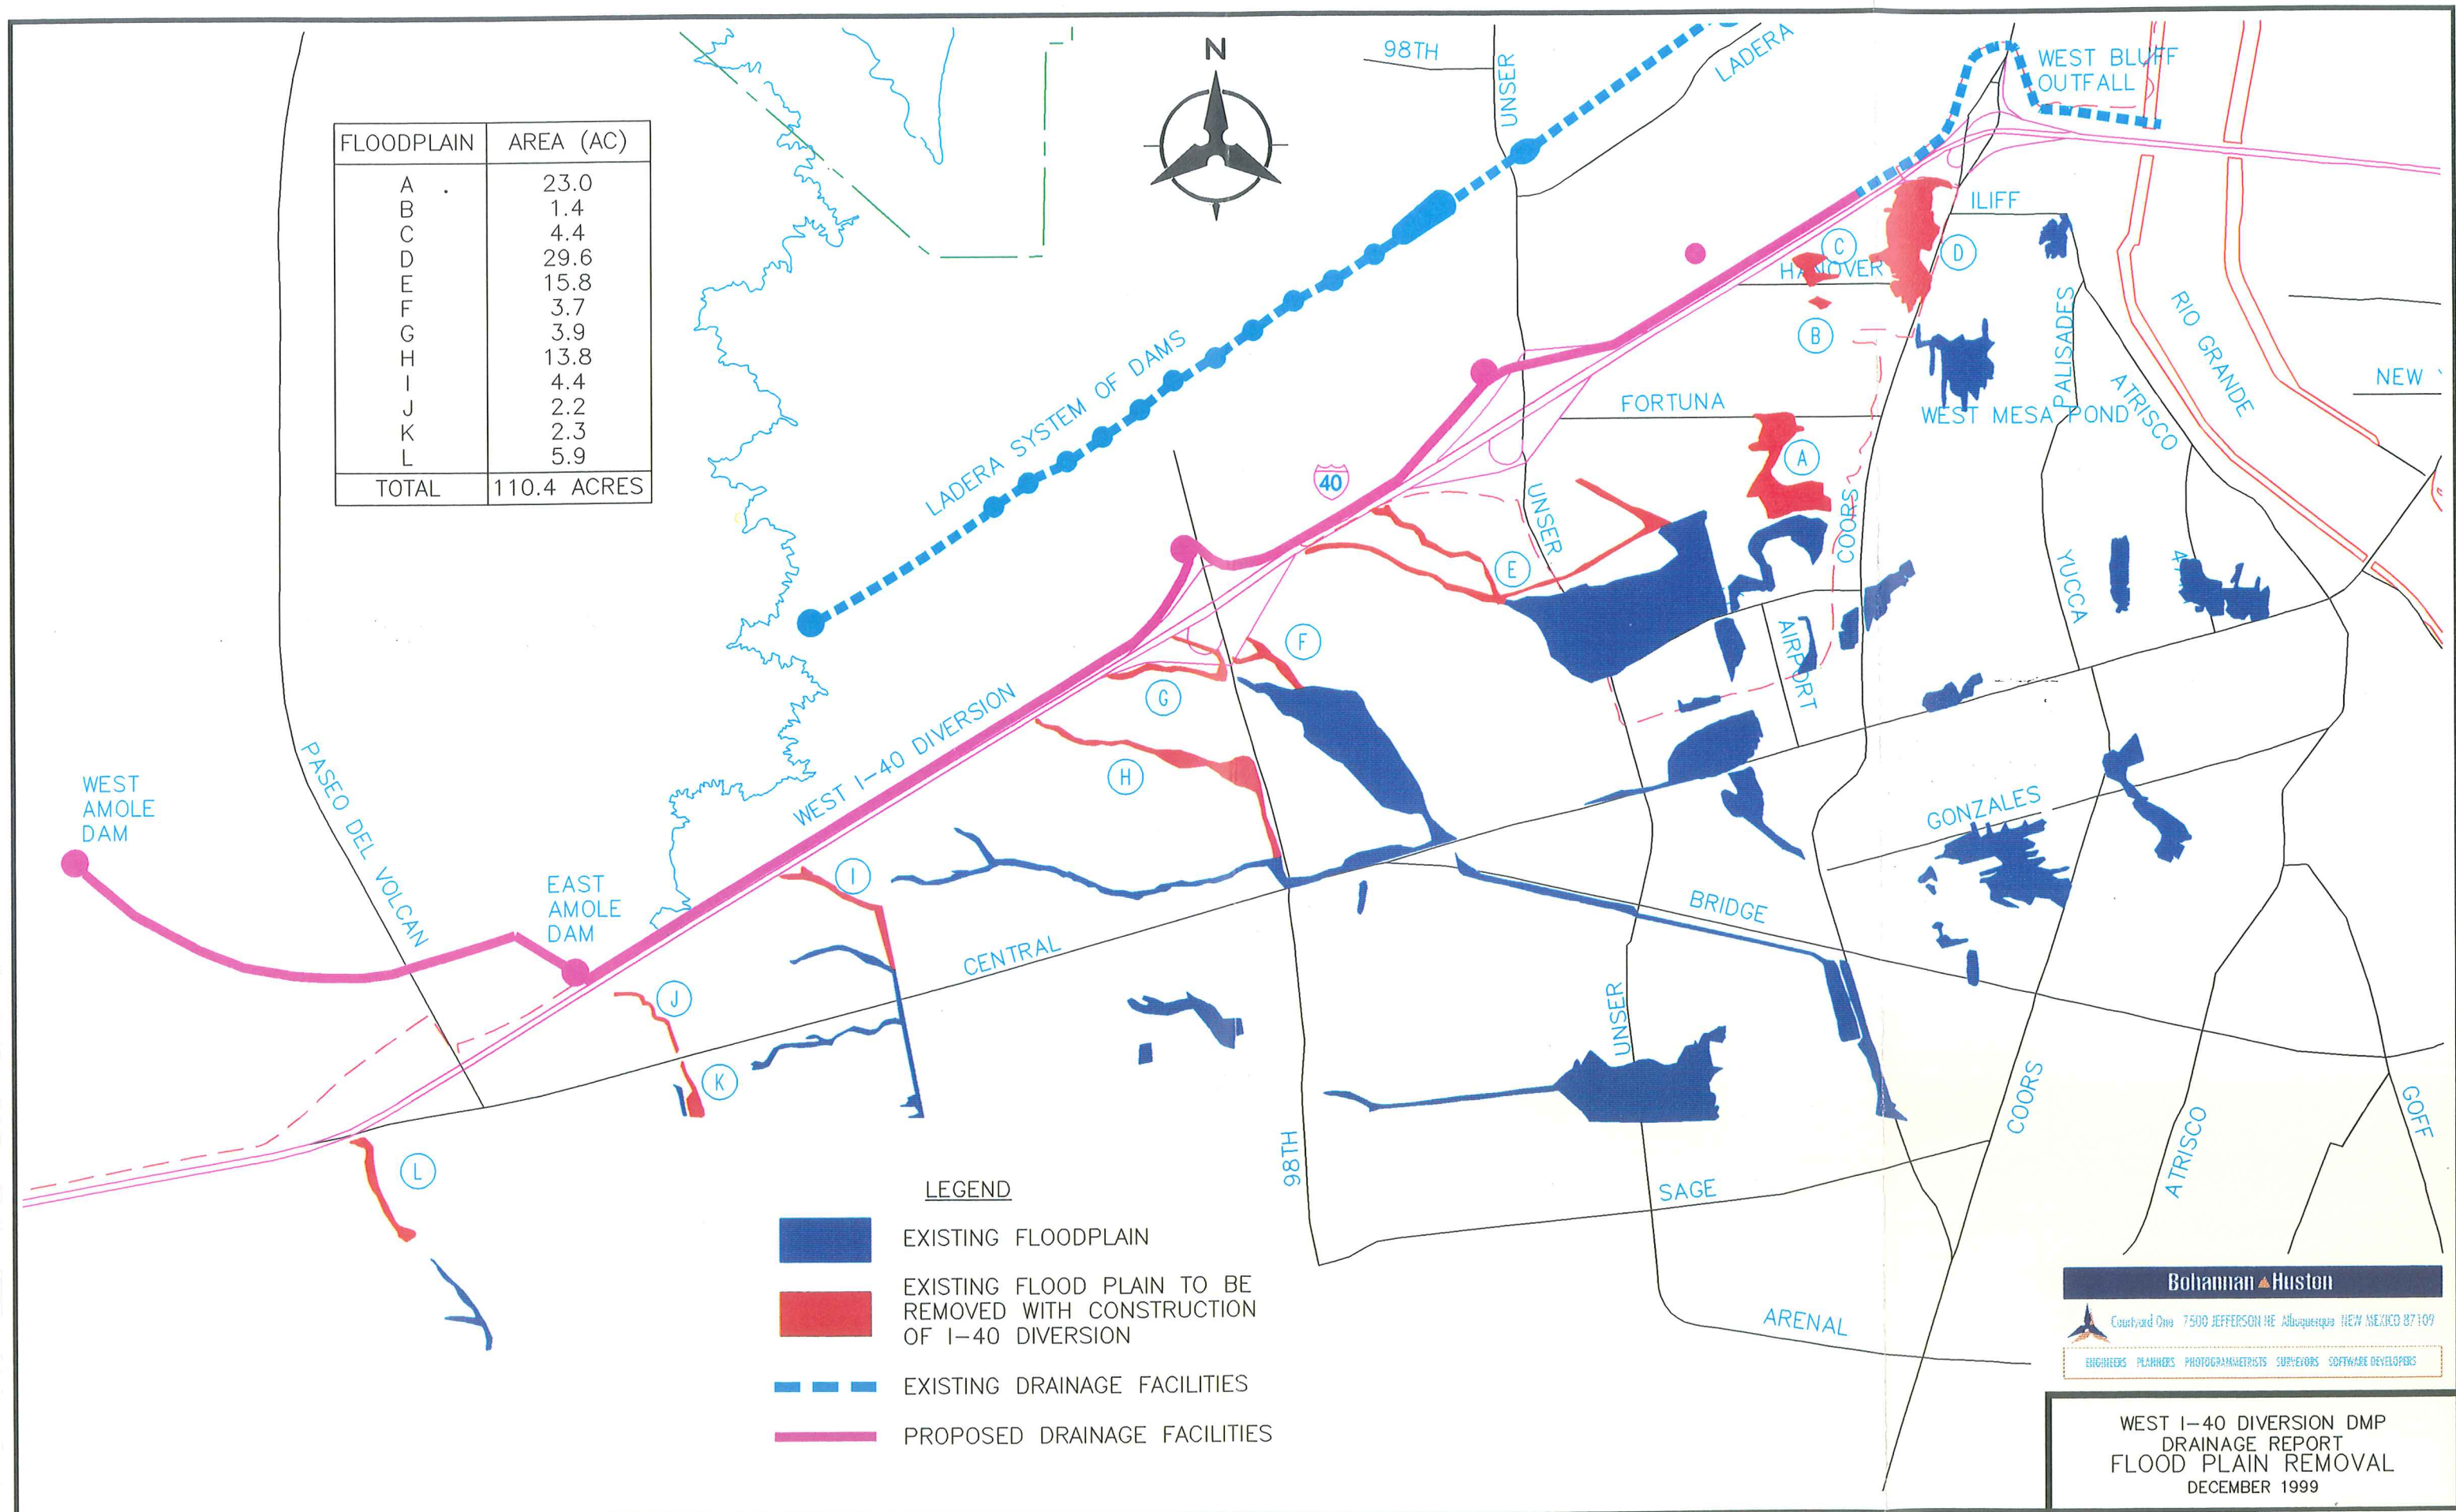 FLOODPLAIN AREA (AC)
A 23.0
B 1.4
C 4.4
D 29.6
E 15.8
F 3.7
G 3.9
H 13.8
I 4.4
J 2.2
K 2.3
L 5.9
TOTAL 110.4 ACRES
N
98TH
UNSER
LADERA
WEST BLUFF
OUTFALL
ILIFF
C
D
HANOVER
B
PALISADES
ATRISCO
RIO GRANDE
NEW
WEST MESA POND
FORTUNA
A
COORS
LADERA SYSTEM OF DAMS
40
UNSER
E
YUCCA
AIRPORT
F
G
H
WEST I-40 DIVERSION
WEST
AMOLE
DAM
PASEO DEL VOLCAN
EAST
AMOLE
DAM
I
J
K
L
CENTRAL
GONZALES
BRIDGE
UNSER
98TH
COORS
ATRISCO
GOFF
SAGE
ARENAL
LEGEND
EXISTING FLOODPLAIN
EXISTING FLOOD PLAIN TO BE
REMOVED WITH CONSTRUCTION
OF I-40 DIVERSION
EXISTING DRAINAGE FACILITIES
PROPOSED DRAINAGE FACILITIES
Bohannan Huston
Courtyard One 7500 JEFFERSON NE Albuquerque NEW MEXICO 87109
ENGINEERS PLANNERS PHOTOGRAMMETRISTS SURVEYORS SOFTWARE DEVELOPERS
WEST I-40 DIVERSION DMP
DRAINAGE REPORT
FLOOD PLAIN REMOVAL
DECEMBER 1999